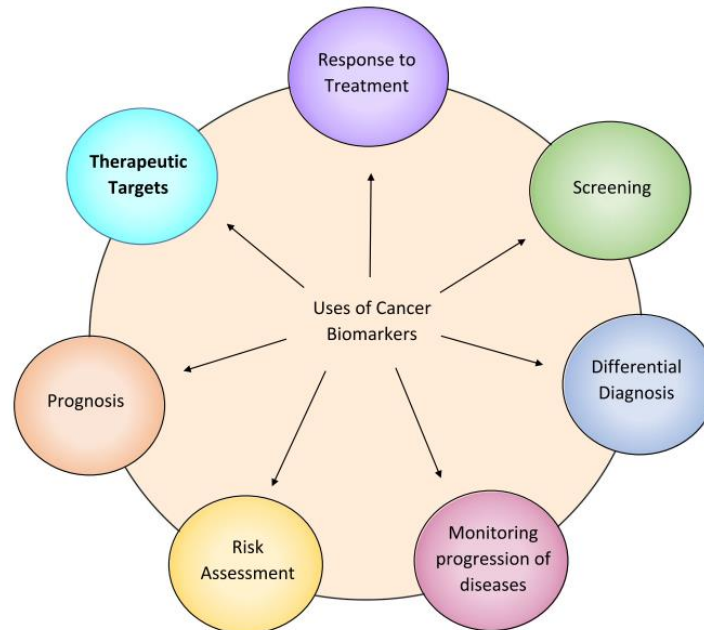 Response to
Treatment
Therapeutic
Targets
Screening
Uses of Cancer
Biomarkers
Differential
Diagnosis
Prognosis
Risk
Assessment
Monitoring
progression of
diseases